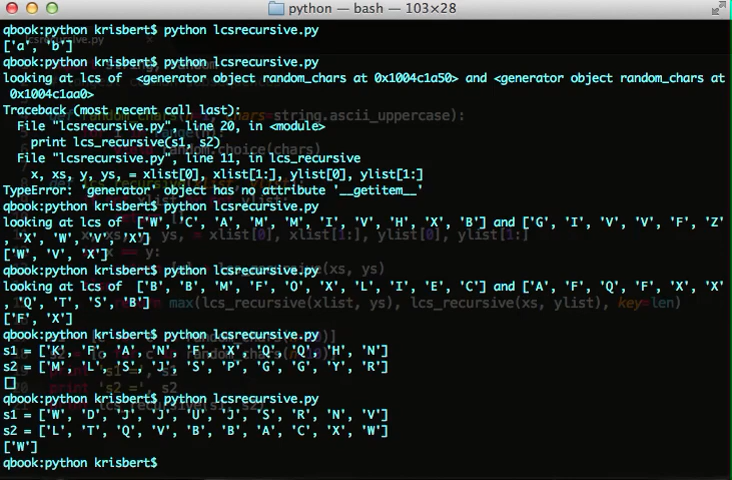 python — bash — 103×28
qbook:python krisbert$ python lcsrecursive.py
['a', 'b']
qbook:python krisbert$ python lcsrecursive.py
looking at lcs of  <generator object random_chars at 0x1004c1a50> and <generator object random_chars at
 0x1004c1aa0>
Traceback (most recent call last):
  File "lcsrecursive.py", line 20, in <module>
    print lcs_recursive(s1, s2)
  File "lcsrecursive.py", line 11, in lcs_recursive
    x, xs, y, ys, = xlist[0], xlist[1:], ylist[0], ylist[1:]
TypeError: 'generator' object has no attribute '__getitem__'
qbook:python krisbert$ python lcsrecursive.py
looking at lcs of  ['W', 'C', 'A', 'M', 'M', 'I', 'V', 'H', 'X', 'B'] and ['G', 'I', 'V', 'V', 'F', 'Z'
, 'X', 'W', 'V', 'X']
['W', 'V', 'X']
qbook:python krisbert$ python lcsrecursive.py
looking at lcs of  ['B', 'B', 'M', 'F', 'O', 'X', 'L', 'I', 'E', 'C'] and ['A', 'F', 'Q', 'F', 'X', 'X'
, 'Q', 'T', 'S', 'B']
['F', 'X']
qbook:python krisbert$ python lcsrecursive.py
s1 = ['K', 'F', 'A', 'N', 'F', 'X', 'Q', 'Q', 'H', 'N']
s2 = ['M', 'L', 'S', 'J', 'S', 'P', 'G', 'G', 'Y', 'R']
[]
qbook:python krisbert$ python lcsrecursive.py
s1 = ['W', 'D', 'J', 'J', 'U', 'J', 'S', 'R', 'N', 'V']
s2 = ['L', 'T', 'Q', 'V', 'B', 'B', 'A', 'C', 'X', 'W']
['W']
qbook:python krisbert$